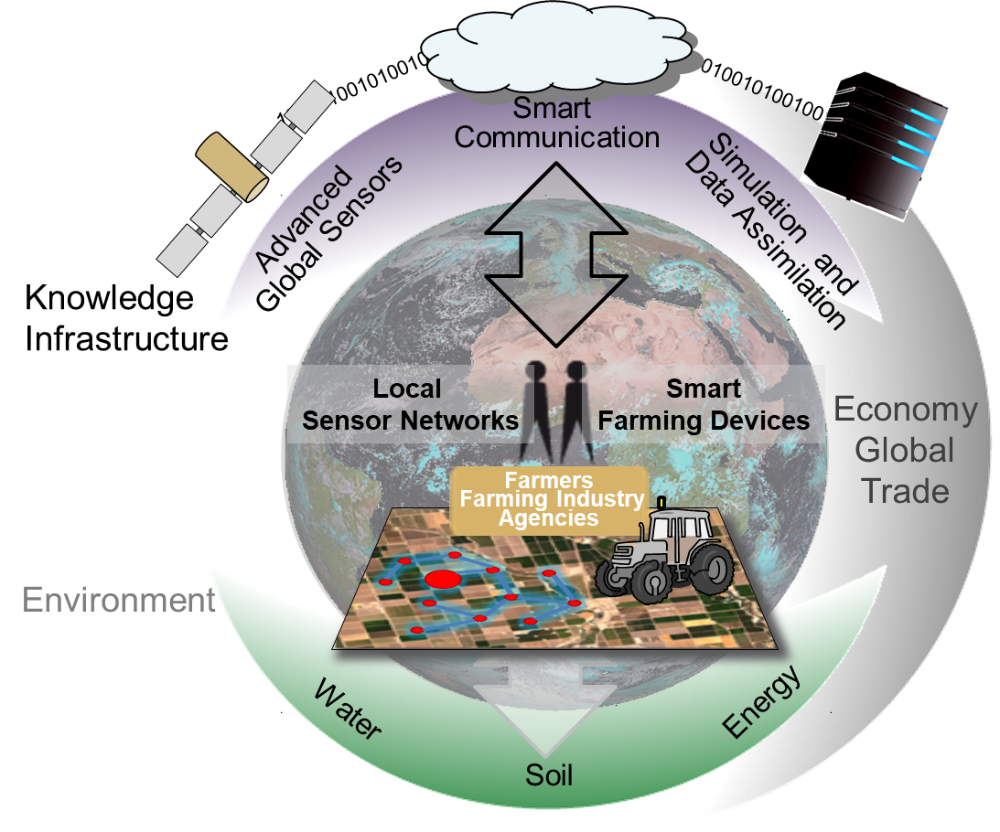 1001010010
010010100100
Smart
Communication
Advanced
Global Sensors
Simulation and
Data Assimilation
Knowledge
Infrastructure
Local
Sensor Networks
Smart
Farming Devices
Economy
Global
Trade
Farmers
Farming Industry
Agencies
Environment
Water
Energy
Soil